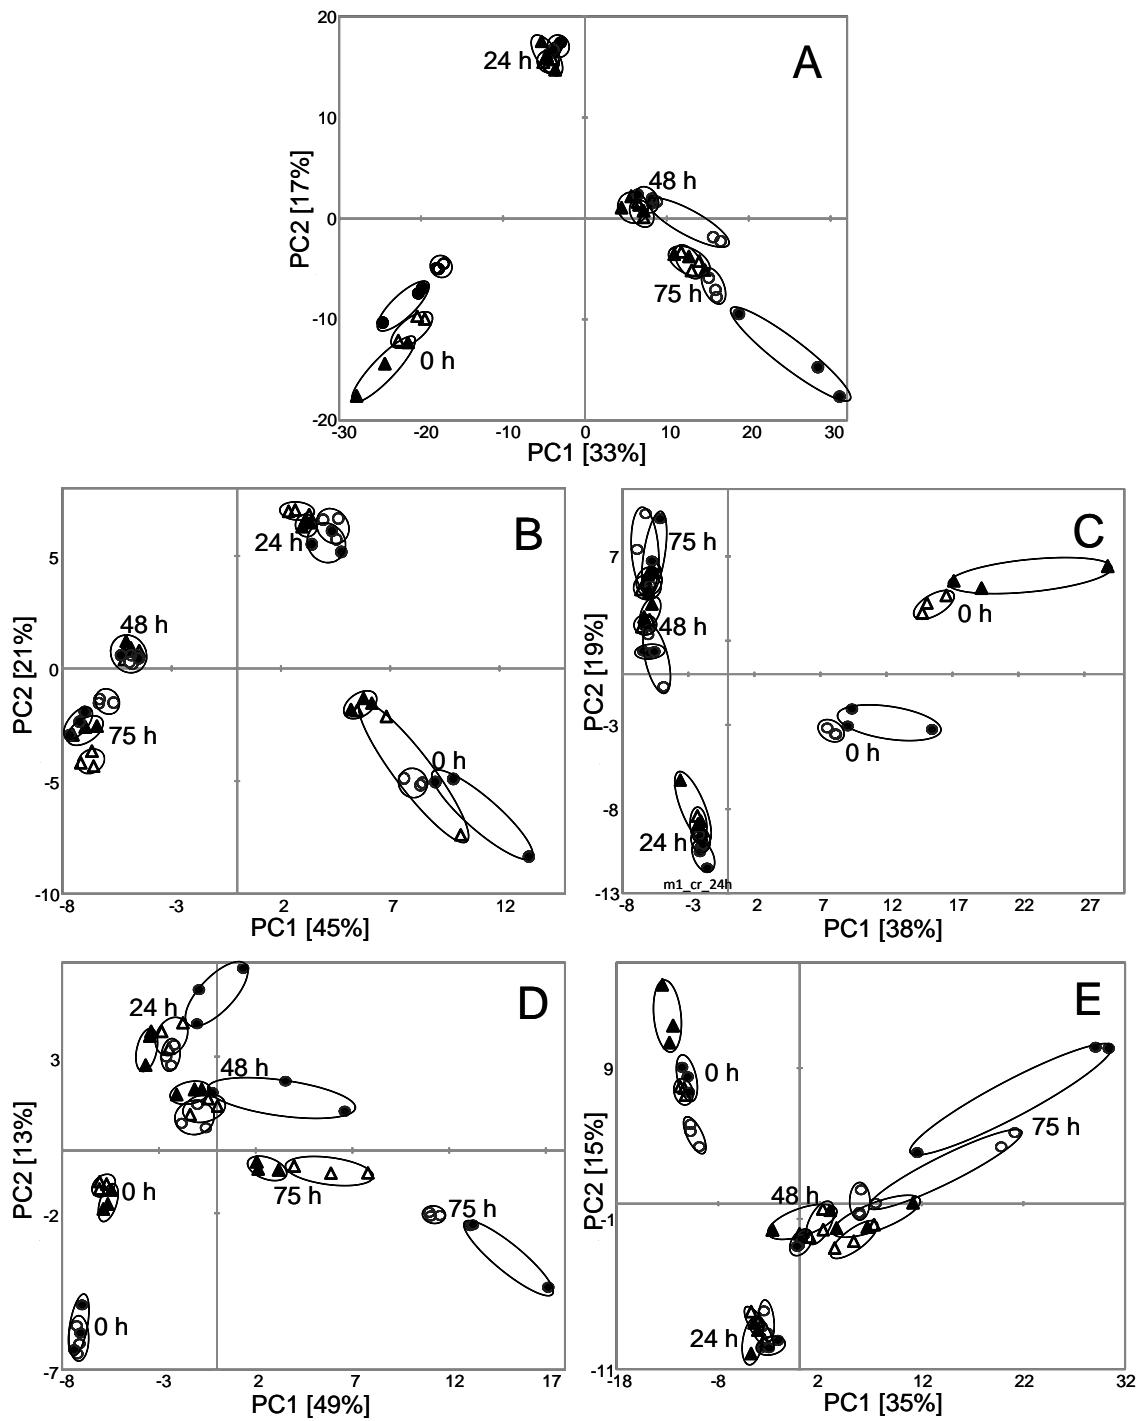 A
20
10
0
-10
-20
PC2 [17%]
24 h
48 h
75 h
0 h
-30 -20 -10 0 10 20 30
PC1 [33%]
B
5
0
-5
-10
PC2 [21%]
24 h
48 h
75 h
0 h
-8 -3 2 7 12
PC1 [45%]
C
7
-3
-8
-13
PC2 [19%]
75 h
0 h
48 h
0 h
24 h
m1_cr_24h
-8 -3 2 7 12 17 22 27
PC1 [38%]
D
3
-2
-7
PC2 [13%]
24 h
48 h
0 h
75 h
75 h
0 h
-8 -3 2 7 12 17
PC1 [49%]
E
9
-1
-11
PC2 [15%]
0 h
75 h
48 h
24 h
-18 -8 2 12 22 32
PC1 [35%]